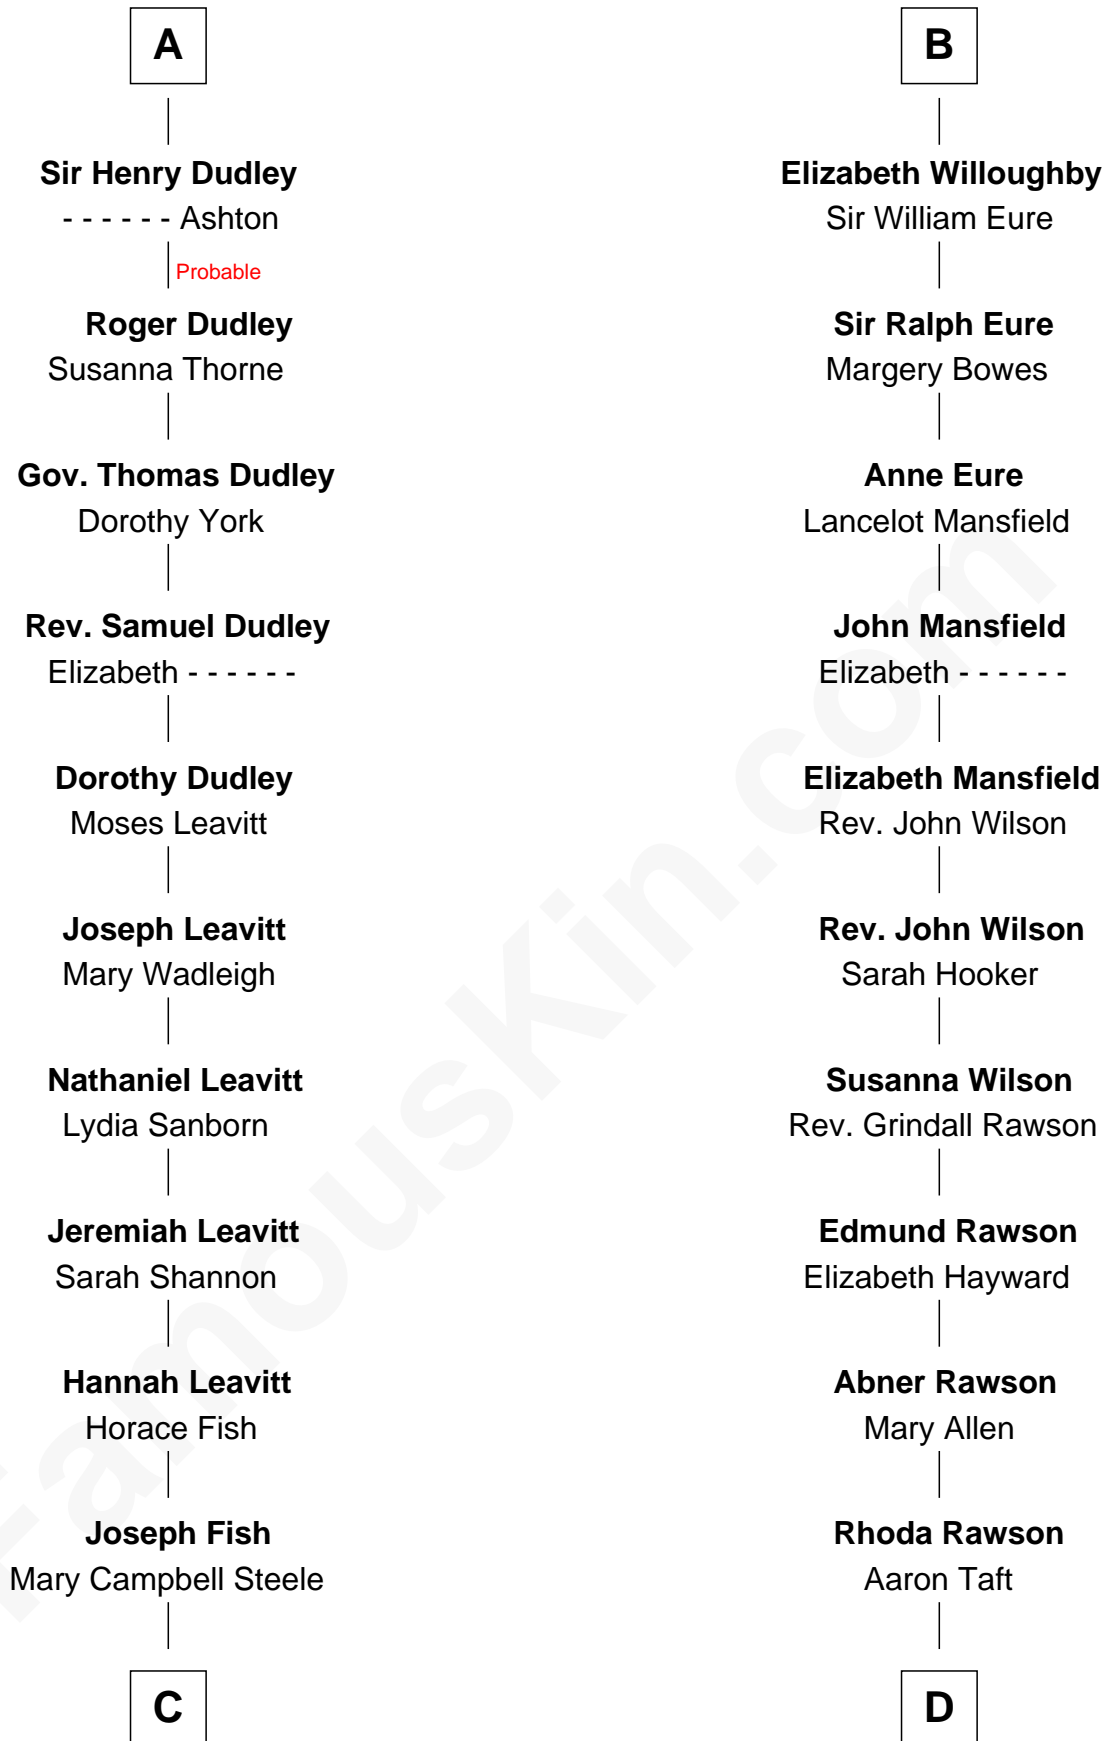 A
Sir Henry Dudley
- - - - - - Ashton
Probable
Roger Dudley
Susanna Thorne
Gov. Thomas Dudley
Dorothy York
Rev. Samuel Dudley
Elizabeth - - - - - -
Dorothy Dudley
Moses Leavitt
Joseph Leavitt
Mary Wadleigh
Nathaniel Leavitt
Lydia Sanborn
Jeremiah Leavitt
Sarah Shannon
Hannah Leavitt
Horace Fish
Joseph Fish
Mary Campbell Steele
C
B
Elizabeth Willoughby
Sir William Eure
Sir Ralph Eure
Margery Bowes
Anne Eure
Lancelot Mansfield
John Mansfield
Elizabeth - - - - - -
Elizabeth Mansfield
Rev. John Wilson
Rev. John Wilson
Sarah Hooker
Susanna Wilson
Rev. Grindall Rawson
Edmund Rawson
Elizabeth Hayward
Abner Rawson
Mary Allen
Rhoda Rawson
Aaron Taft
D
FamousKin.com